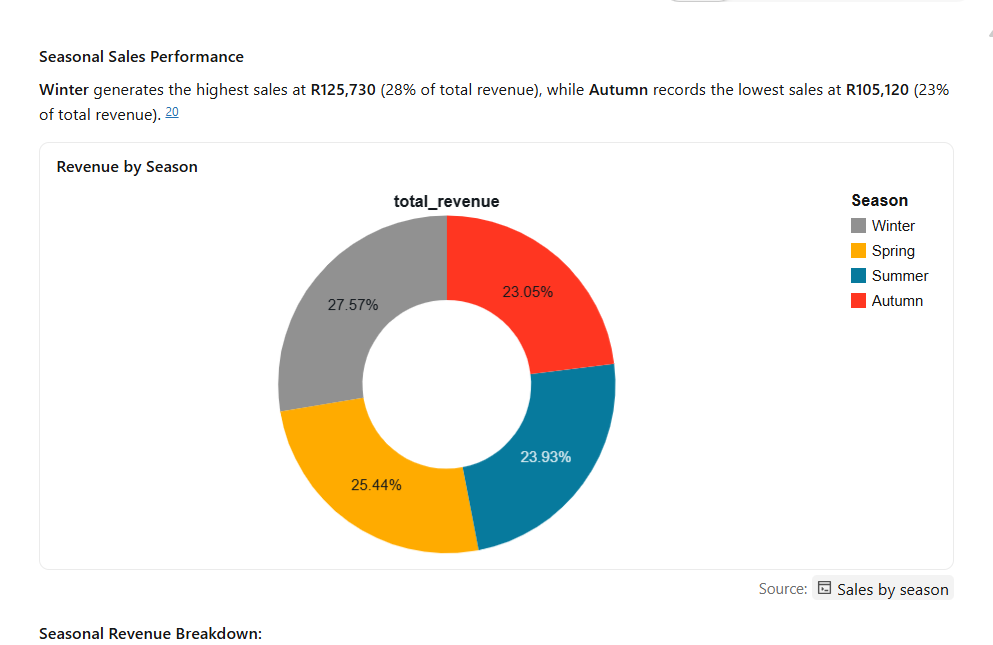 Seasonal Sales Performance
Winter generates the highest sales at R125,730 (28% of total revenue), while Autumn records the lowest sales at R105,120 (23%
of total revenue). 20
Revenue by Season
total_revenue
Season
Winter
Spring
Summer
Autumn
23.05%
27.57%
23.93%
25.44%
Source: Sales by season
Seasonal Revenue Breakdown: